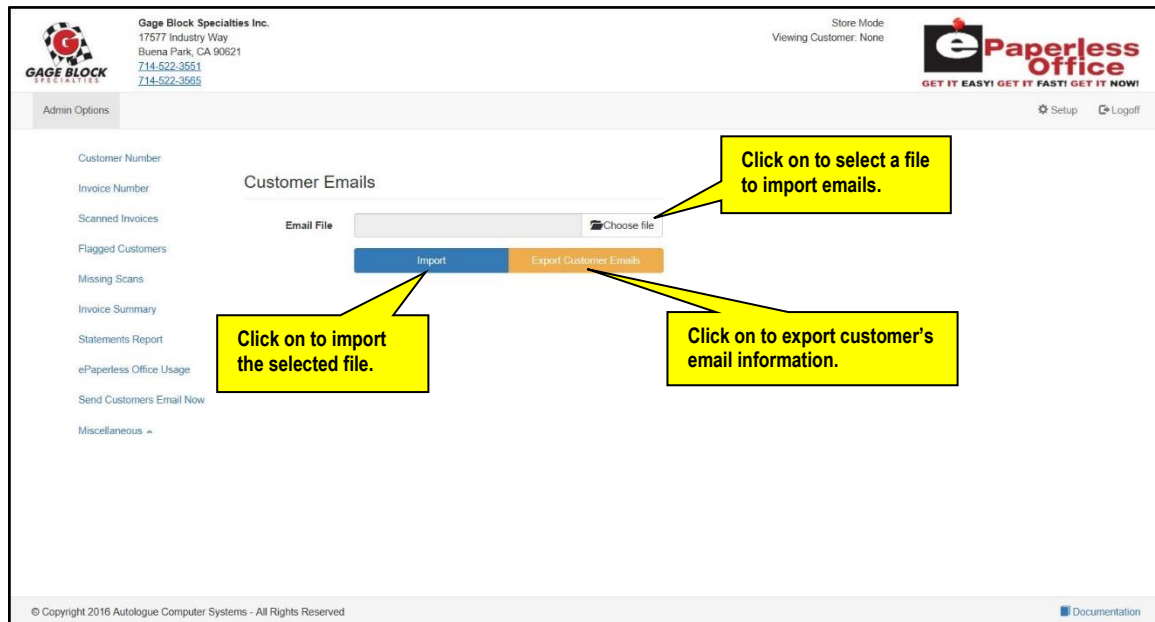 Gage Block Specialties Inc.
17577 Industry Way
Buena Park, CA 90621
714-522-3551
714-522-3565
G
GAGE BLOCK
SPECIALTIES
Store Mode
Viewing Customer: None
e Paperless
Office
GET IT EASY! GET IT FAST! GET IT NOW!
Admin Options
Setup
Logoff
Customer Number
Invoice Number
Scanned Invoices
Flagged Customers
Missing Scans
Invoice Summary
Statements Report
ePaperless Office Usage
Send Customers Email Now
Miscellaneous
Customer Emails
Email File
Choose file
Import
Export Customer Emails
Click on to select a file
to import emails.
Click on to import
the selected file.
Click on to export customer’s
email information.
© Copyright 2016 Autologue Computer Systems - All Rights Reserved
Documentation